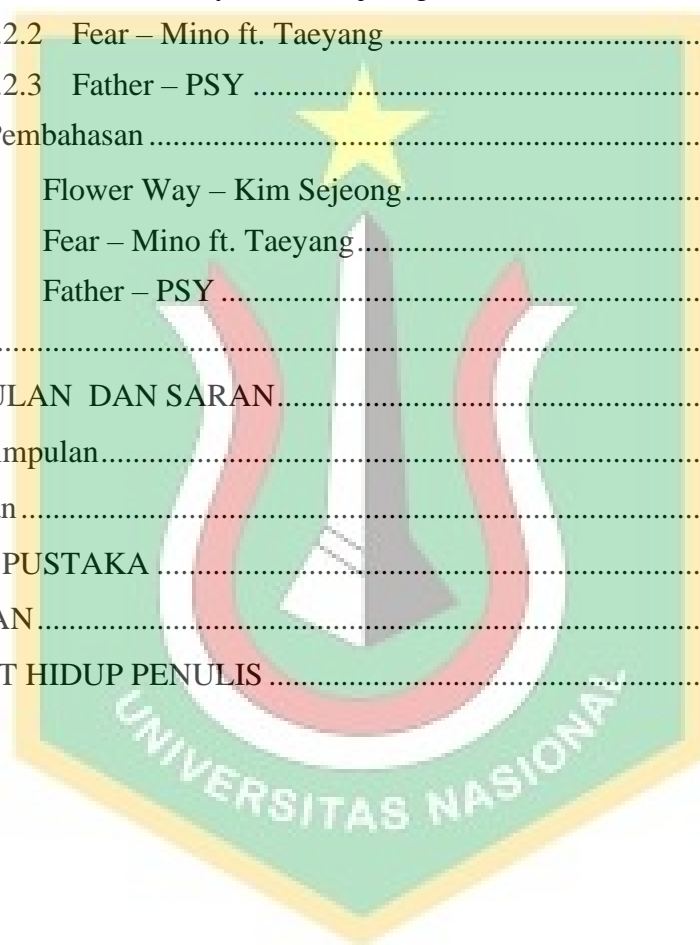 .2.2 Fear – Mino ft. Taeyang ............................................
.2.3 Father – PSY ............................................................
Pembahasan ....................................................................
Flower Way – Kim Sejeong .......................................
Fear – Mino ft. Taeyang ............................................
Father – PSY ............................................................
....................................................................................
ULAN DAN SARAN ....................................................
mpulan ..........................................................................
n ....................................................................................
PUSTAKA ....................................................................
AN ................................................................................
T HIDUP PENULIS ......................................................
UNIVERSITAS NASIONAL